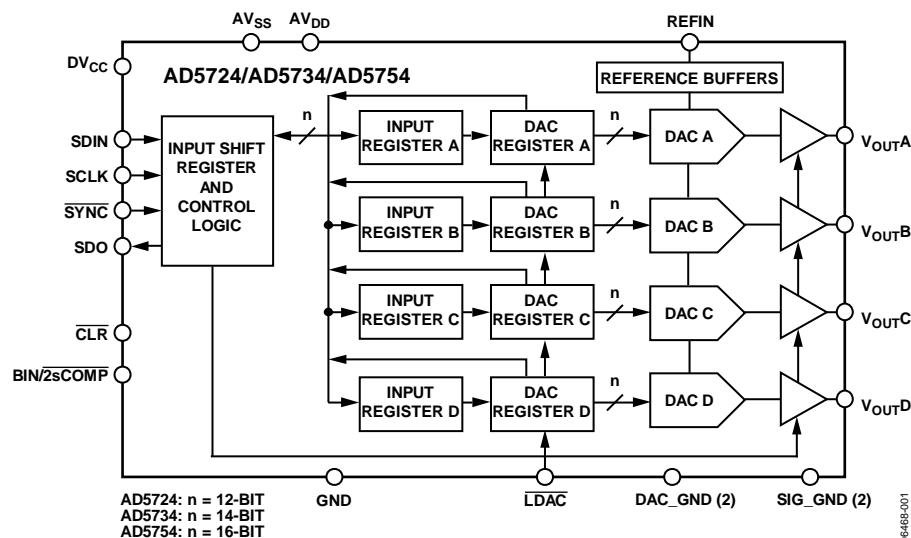 AVSS
AVDD
REFIN
DVCC
AD5724/AD5734/AD5754
REFERENCE BUFFERS
n
INPUT
REGISTER A
DAC
REGISTER A
n
DAC A
VOUTA
SDIN
SCLK
SYNC
SDO
INPUT SHIFT
REGISTER
AND
CONTROL
LOGIC
INPUT
REGISTER B
DAC
REGISTER B
n
DAC B
VOUTB
INPUT
REGISTER C
DAC
REGISTER C
n
DAC C
VOUTC
CLR
BIN/2sCOMP
INPUT
REGISTER D
DAC
REGISTER D
n
DAC D
VOUTD
GND
LDAC
DAC_GND (2)
SIG_GND (2)
AD5724: n = 12-BIT
AD5734: n = 14-BIT
AD5754: n = 16-BIT